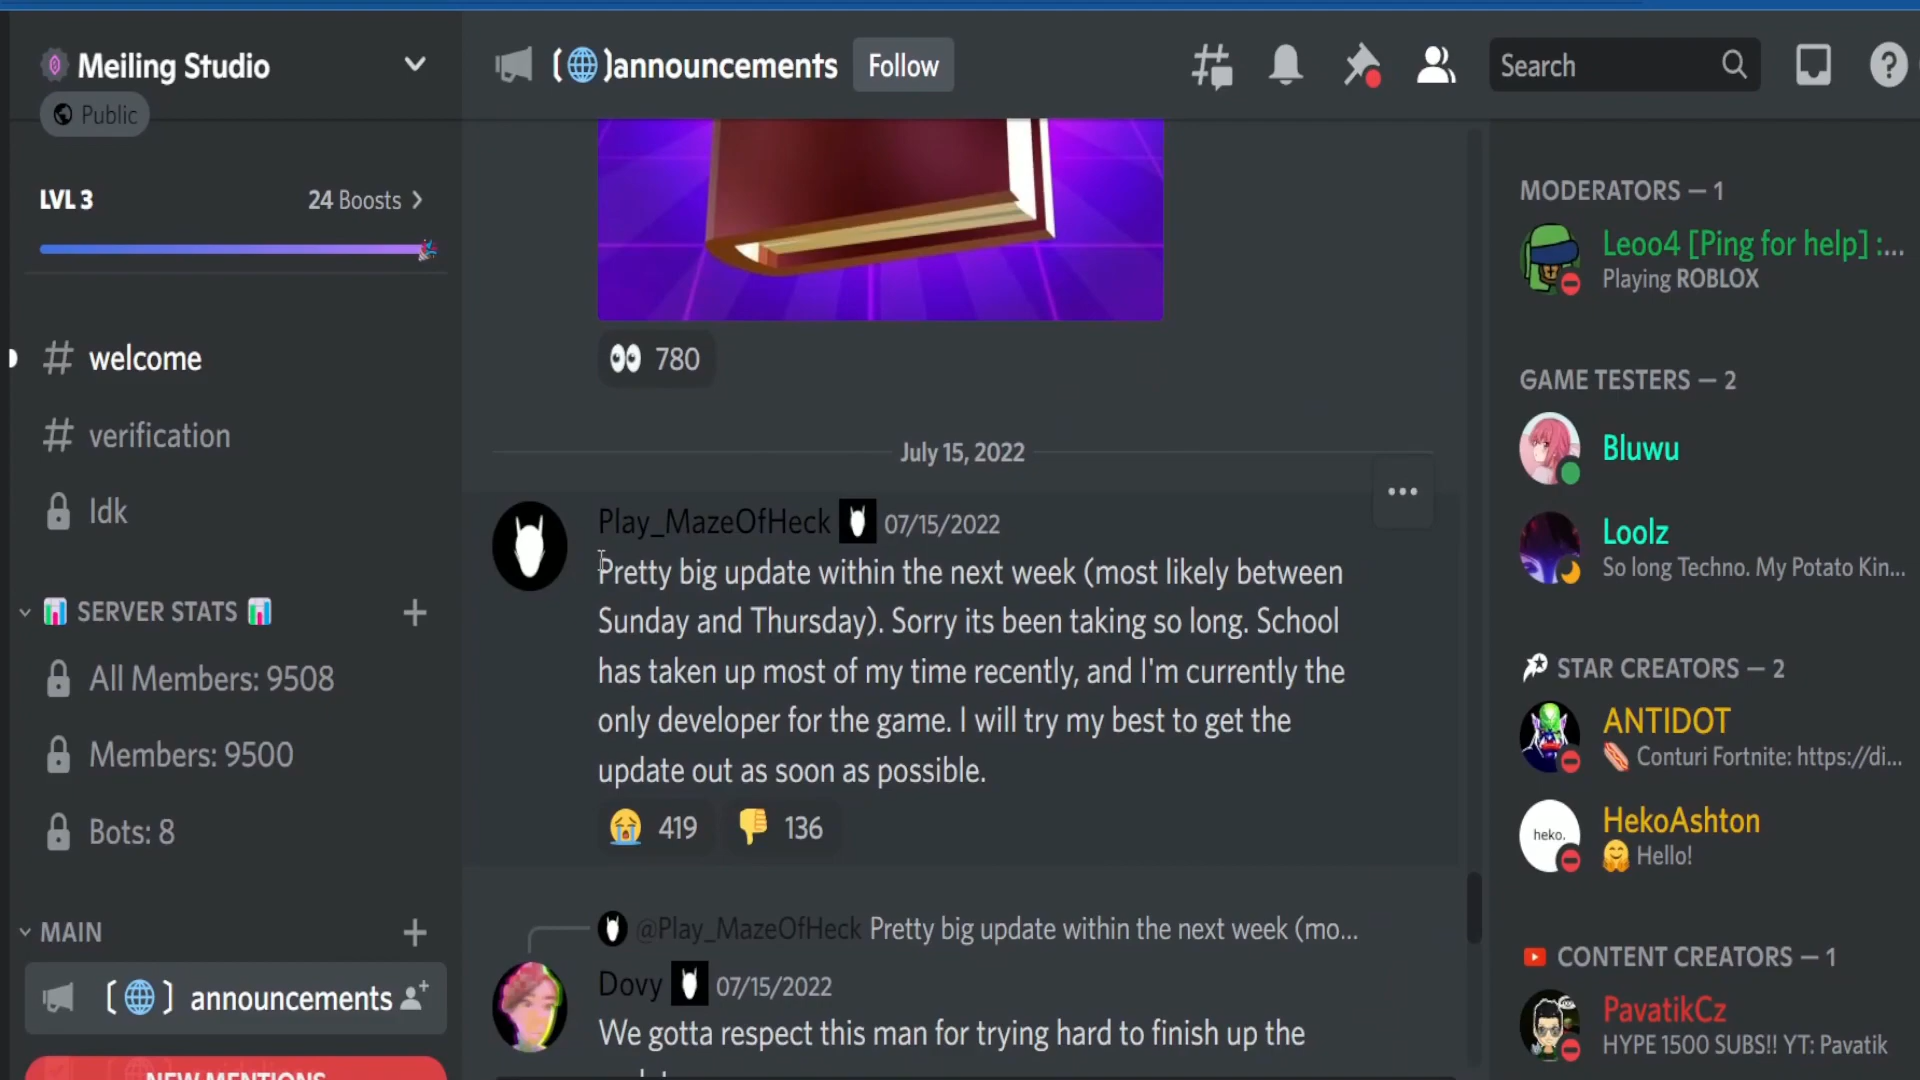 Meiling Studio
Public
LVL 3
24 Boosts
welcome
verification
Idk
SERVER STATS
All Members: 9508
Members: 9500
Bots: 8
MAIN
( ) announcements
NEW MENTIONS
( )announcements
Follow
Search
780
July 15, 2022
Play_MazeOfHeck 07/15/2022
Pretty big update within the next week (most likely between
Sunday and Thursday). Sorry its been taking so long. School
has taken up most of my time recently, and I'm currently the
only developer for the game. I will try my best to get the
update out as soon as possible.
419 136
@Play_MazeOfHeck Pretty big update within the next week (mo...
Dovy 07/15/2022
We gotta respect this man for trying hard to finish up the
MODERATORS — 1
Leoo4 [Ping for help] :...
Playing ROBLOX
GAME TESTERS — 2
Bluwu
Loolz
So long Techno. My Potato Kin...
STAR CREATORS — 2
ANTIDOT
Conturi Fortnite: https://di...
heko.
HekoAshton
Hello!
CONTENT CREATORS — 1
PavatikCz
HYPE 1500 SUBS!! YT: Pavatik